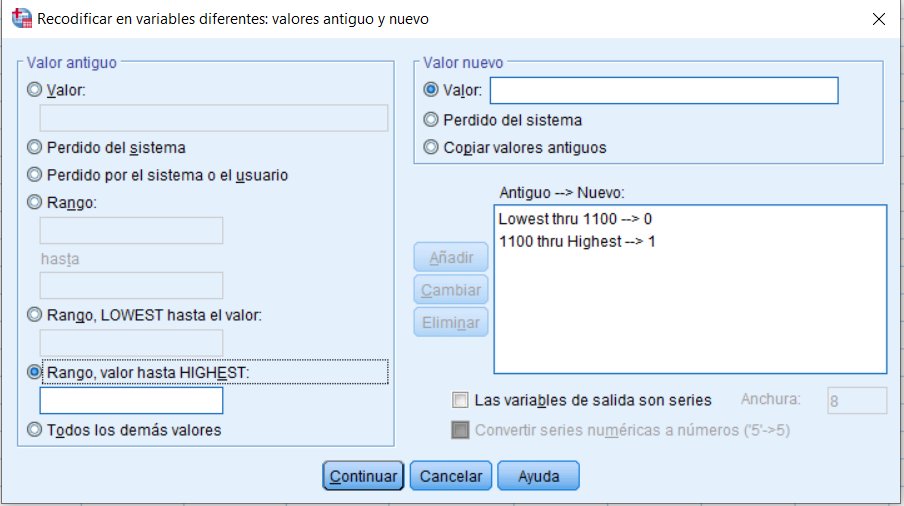 Recodificar en variables diferentes: valores antiguo y nuevo
Valor antiguo
Valor:
Perdido del sistema
Perdido por el sistema o el usuario
Rango:
hasta
Rango, LOWEST hasta el valor:
Rango, valor hasta HIGHEST:
Todos los demás valores
Valor nuevo
Valor:
Perdido del sistema
Copiar valores antiguos
Antiguo --> Nuevo:
Lowest thru 1100 --> 0
1100 thru Highest --> 1
Añadir
Cambiar
Eliminar
Las variables de salida son series Anchura: 8
Convertir series numéricas a números ('5'->5)
Continuar Cancelar Ayuda